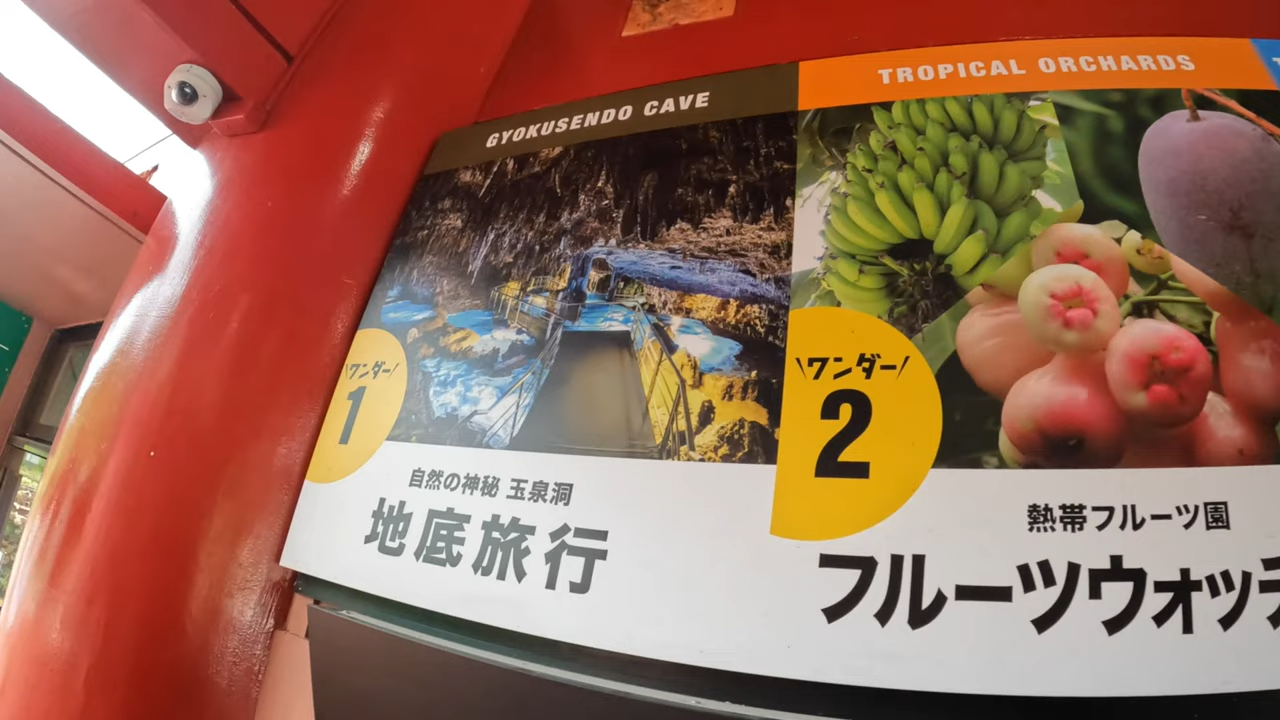 GYOKUSENDO CAVE
\ワンダー/
1
自然の神秘 玉泉洞
地底旅行
TROPICAL ORCHARDS
\ワンダー/
2
熱帯フルーツ園
フルーツウォッチ